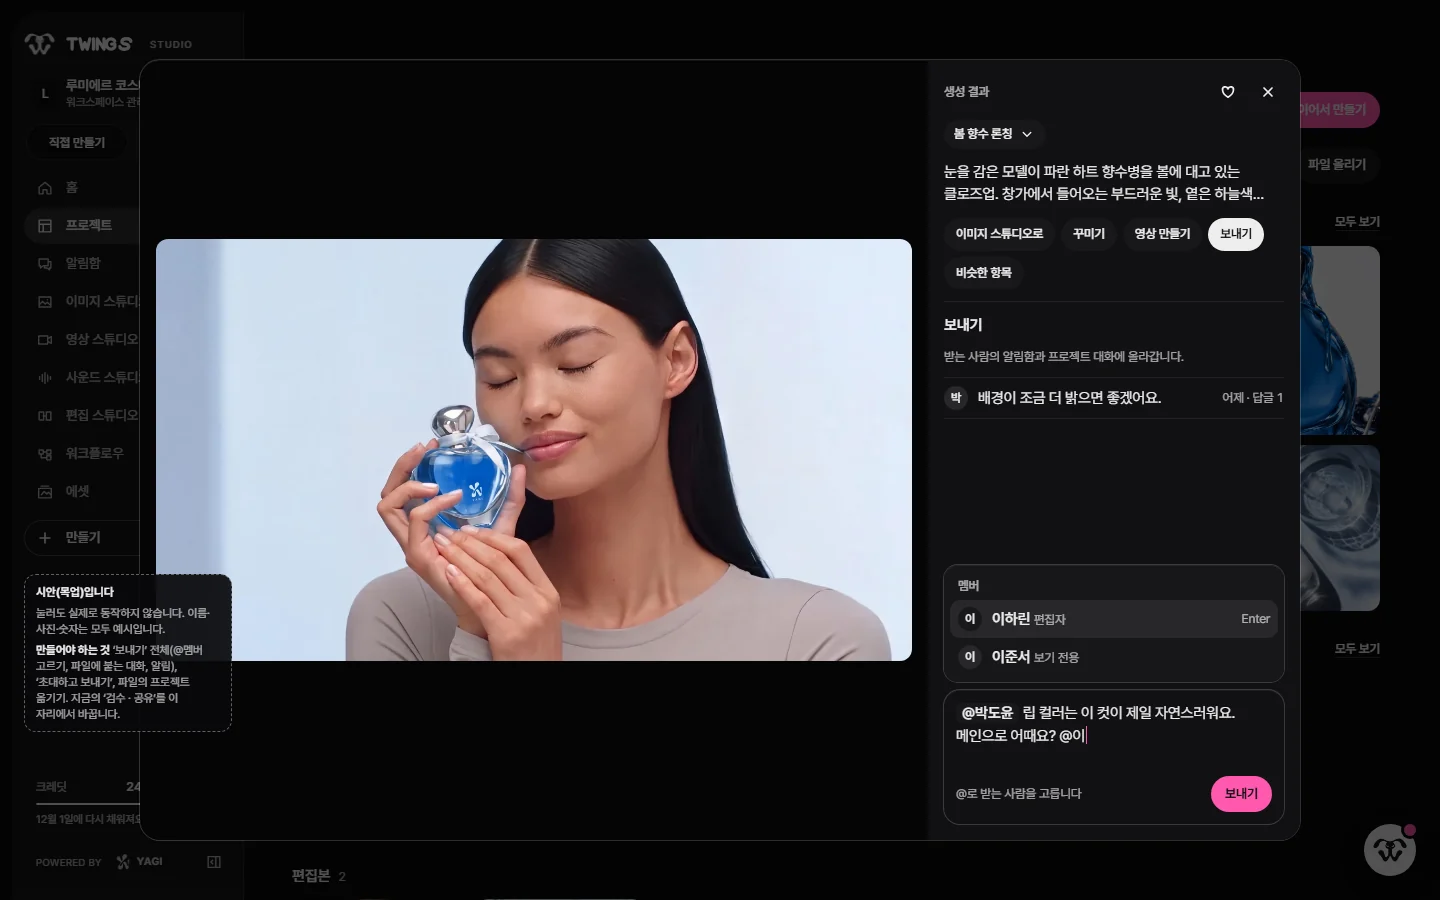 TWINGS STUDIO
L 루미에르 코스
워크스페이스 관
직접 만들기
홈
프로젝트
알림함
이미지 스튜디
영상 스튜디오
사운드 스튜디
편집 스튜디오
워크플로우
에셋
만들기
시안(목업)입니다
눌러도 실제로 동작하지 않습니다. 이름·
사진·숫자는 모두 예시입니다.
만들어야 하는 것 ‘보내기’ 전체(@멤버
고르기, 파일에 붙는 대화, 알림),
‘초대하고 보내기’, 파일의 프로젝트
옮기기. 지금의 ‘검수 · 공유’를 이
자리에서 바꿉니다.
크레딧 24
12월 1일에 다시 채워져요
POWERED BY YAGI
생성 결과
봄 향수 론칭
눈을 감은 모델이 파란 하트 향수병을 볼에 대고 있는
클로즈업. 창가에서 들어오는 부드러운 빛, 옅은 하늘색...
이미지 스튜디오로 꾸미기 영상 만들기 보내기
비슷한 항목
보내기
받는 사람의 알림함과 프로젝트 대화에 올라갑니다.
박 배경이 조금 더 밝으면 좋겠어요. 어제 · 답글 1
멤버
이 이하린 편집자 Enter
이 이준서 보기 전용
@박도윤 립 컬러는 이 컷이 제일 자연스러워요.
메인으로 어때요? @이
@로 받는 사람을 고릅니다 보내기
이어서 만들기
파일 올리기
모두 보기
모두 보기
편집본 2